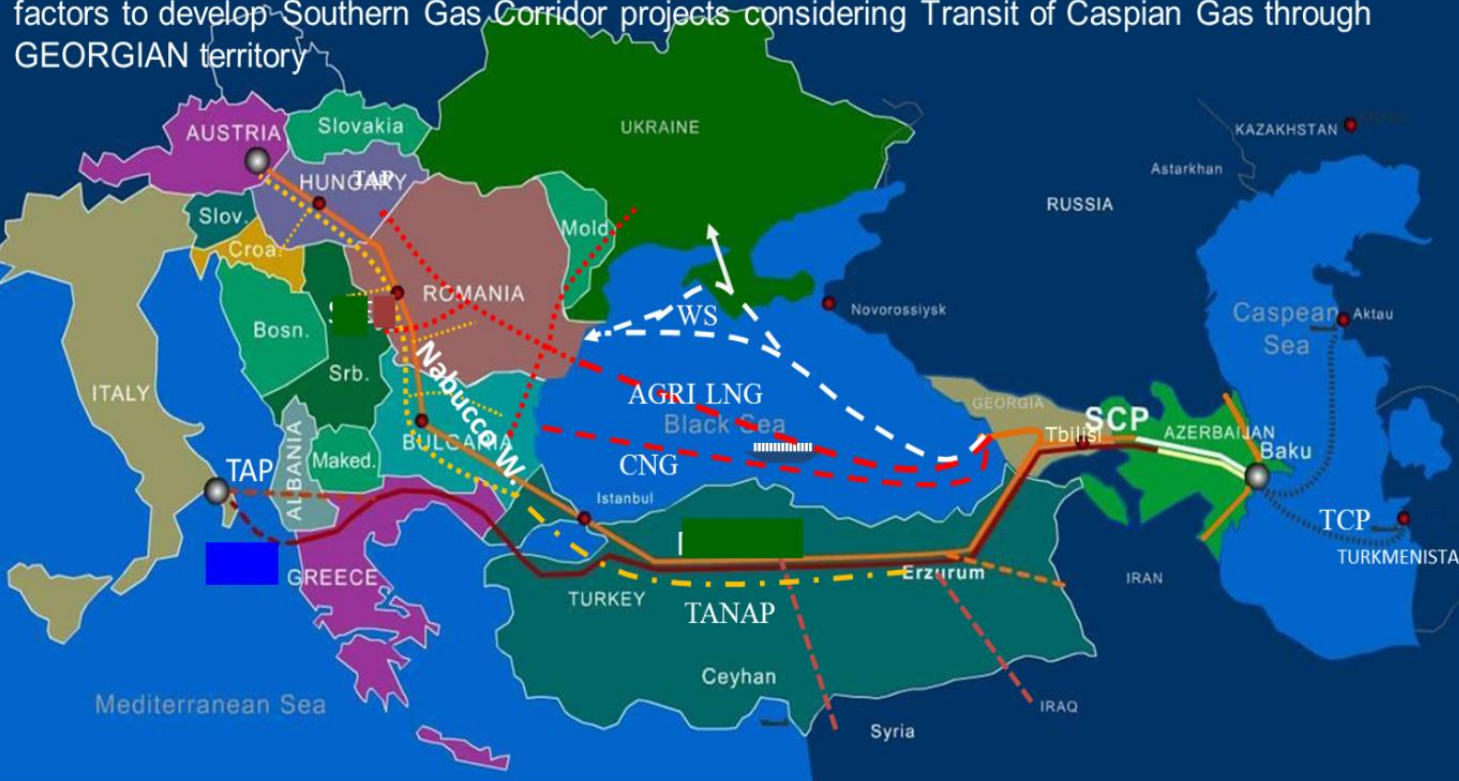 factors to develop Southern Gas Corridor projects considering Transit of Caspian Gas through
GEORGIAN territory
AUSTRIA
Slovakia
UKRAINE
KAZAKHSTAN
Astarkhan
HUNGARY
TAP
RUSSIA
Slov.
Mold
Croa.
ROMANIA
WS
Novorossiysk
Caspean
Sea
Aktau
Bosn.
Srb.
Nabucco W.
ITALY
AGRI LNG
Black Sea
GEORGIA
SCP
Tbilisi
AZERBAIJAN
Baku
BULGARIA
ALBANIA
Maked.
TAP
CNG
Istanbul
TCP
TURKMENISTA
GREECE
Erzurum
IRAN
TURKEY
TANAP
Ceyhan
Mediterranean Sea
IRAQ
Syria